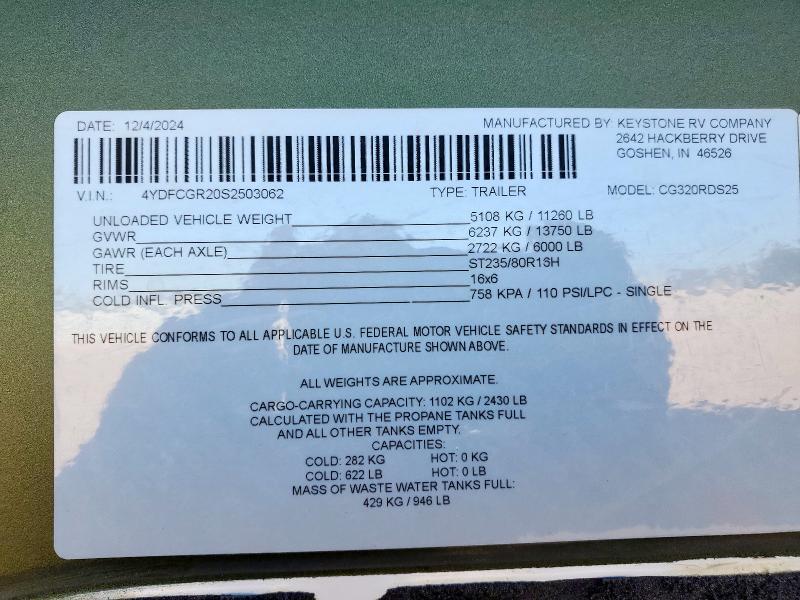 DATE: 12/4/2024
MANUFACTURED BY: KEYSTONE RV COMPANY
2642 HACKBERRY DRIVE
GOSHEN, IN 46526
V.I.N.: 4YDFCGR20S2503062 TYPE: TRAILER MODEL: CG320RDS25
UNLOADED VEHICLE WEIGHT 5108 KG / 11260 LB
GVWR 6237 KG / 13750 LB
GAWR (EACH AXLE) 2722 KG / 6000 LB
TIRE ST235/80R16H
RIMS 16x6
COLD INFL. PRESS 758 KPA / 110 PSI/LPC - SINGLE
THIS VEHICLE CONFORMS TO ALL APPLICABLE U.S. FEDERAL MOTOR VEHICLE SAFETY STANDARDS IN EFFECT ON THE
DATE OF MANUFACTURE SHOWN ABOVE.
ALL WEIGHTS ARE APPROXIMATE.
CARGO-CARRYING CAPACITY: 1102 KG / 2430 LB
CALCULATED WITH THE PROPANE TANKS FULL
AND ALL OTHER TANKS EMPTY.
CAPACITIES:
COLD: 282 KG HOT: 0 KG
COLD: 622 LB HOT: 0 LB
MASS OF WASTE WATER TANKS FULL:
429 KG / 946 LB